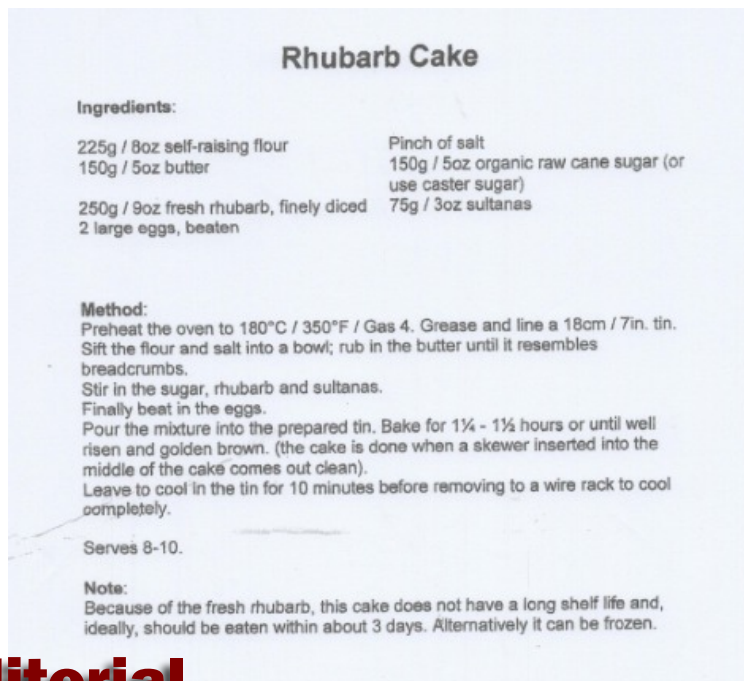 Rhubarb Cake
Ingredients:
225g / 8oz self-raising flour
150g / 5oz butter
250g / 9oz fresh rhubarb, finely diced
2 large eggs, beaten
Pinch of salt
150g / 5oz organic raw cane sugar (or
use caster sugar)
75g / 3oz sultanas
Method:
Preheat the oven to 180°C / 350°F / Gas 4. Grease and line a 18cm / 7in. tin.
Sift the flour and salt into a bowl; rub in the butter until it resembles
breadcrumbs.
Stir in the sugar, rhubarb and sultanas.
Finally beat in the eggs.
Pour the mixture into the prepared tin. Bake for 1¼ - 1½ hours or until well
risen and golden brown. (the cake is done when a skewer inserted into the
middle of the cake comes out clean).
Leave to cool in the tin for 10 minutes before removing to a wire rack to cool
completely.
Serves 8-10.
Note:
Because of the fresh rhubarb, this cake does not have a long shelf life and,
ideally, should be eaten within about 3 days. Alternatively it can be frozen.